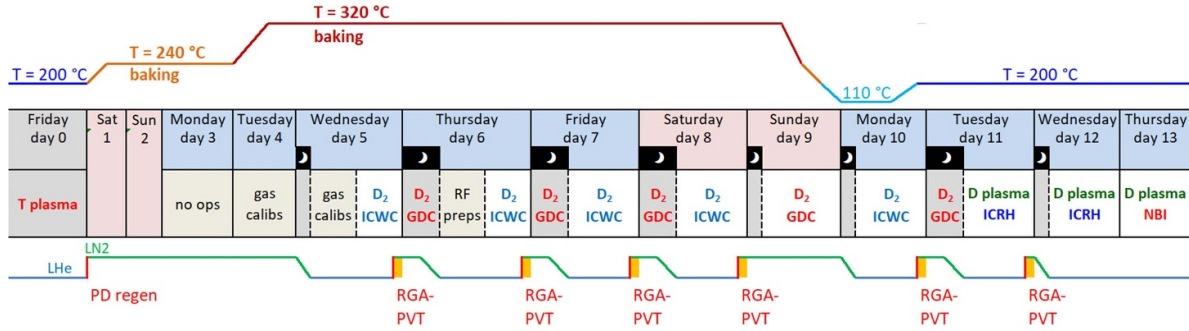 T = 320 °C
baking
T = 240 °C
baking
T = 200 °C
T = 200 °C
110 °C
Friday
day 0
Sat
1
Sun
2
Monday
day 3
Tuesday
day 4
Wednesday
day 5
Thursday
day 6
Friday
day 7
Saturday
day 8
Sunday
day 9
Monday
day 10
Tuesday
day 11
Wednesday
day 12
Thursday
day 13
T plasma
no ops
gas
calibs
gas
calibs
D₂
ICWC
D₂
GDC
RF
preps
D₂
ICWC
D₂
GDC
D₂
ICWC
D₂
GDC
D₂
ICWC
D₂
GDC
D₂
ICWC
D₂
GDC
D plasma
ICRH
D plasma
ICRH
D plasma
NBI
LN2
LHe
PD regen
RGA-
PVT
RGA-
PVT
RGA-
PVT
RGA-
PVT
RGA-
PVT
RGA-
PVT